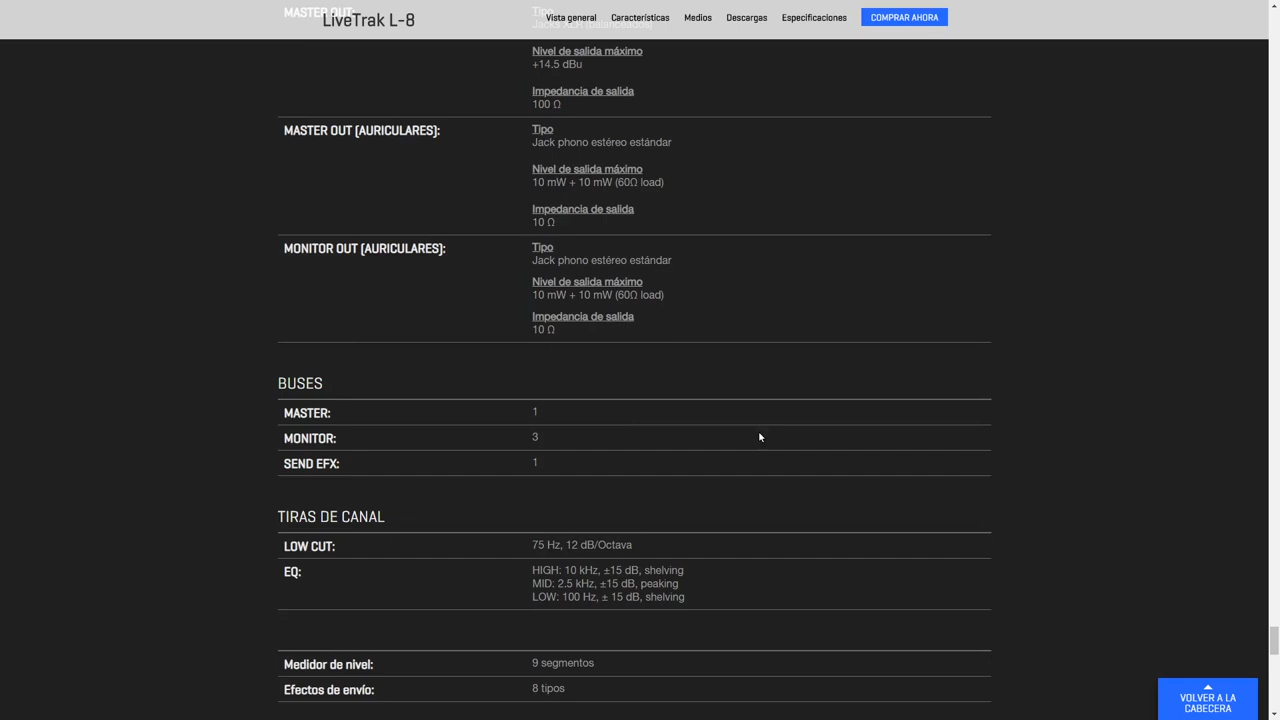 LiveTrak L-8
Vista general
Características
Medios
Descargas
Especificaciones
COMPRAR AHORA
MASTER OUT:
Tipo
Nivel de salida máximo
+14.5 dBu
Impedancia de salida
100 Ω
MASTER OUT (AURICULARES):
Tipo
Jack phono estéreo estándar
Nivel de salida máximo
10 mW + 10 mW (60Ω load)
Impedancia de salida
10 Ω
MONITOR OUT (AURICULARES):
Tipo
Jack phono estéreo estándar
Nivel de salida máximo
10 mW + 10 mW (60Ω load)
Impedancia de salida
10 Ω
BUSES
MASTER:
1
MONITOR:
3
SEND EFX:
1
TIRAS DE CANAL
LOW CUT:
75 Hz, 12 dB/Octava
EQ:
HIGH: 10 kHz, ±15 dB, shelving
MID: 2.5 kHz, ±15 dB, peaking
LOW: 100 Hz, ± 15 dB, shelving
Medidor de nivel:
9 segmentos
Efectos de envío:
8 tipos
VOLVER A LA
CABECERA